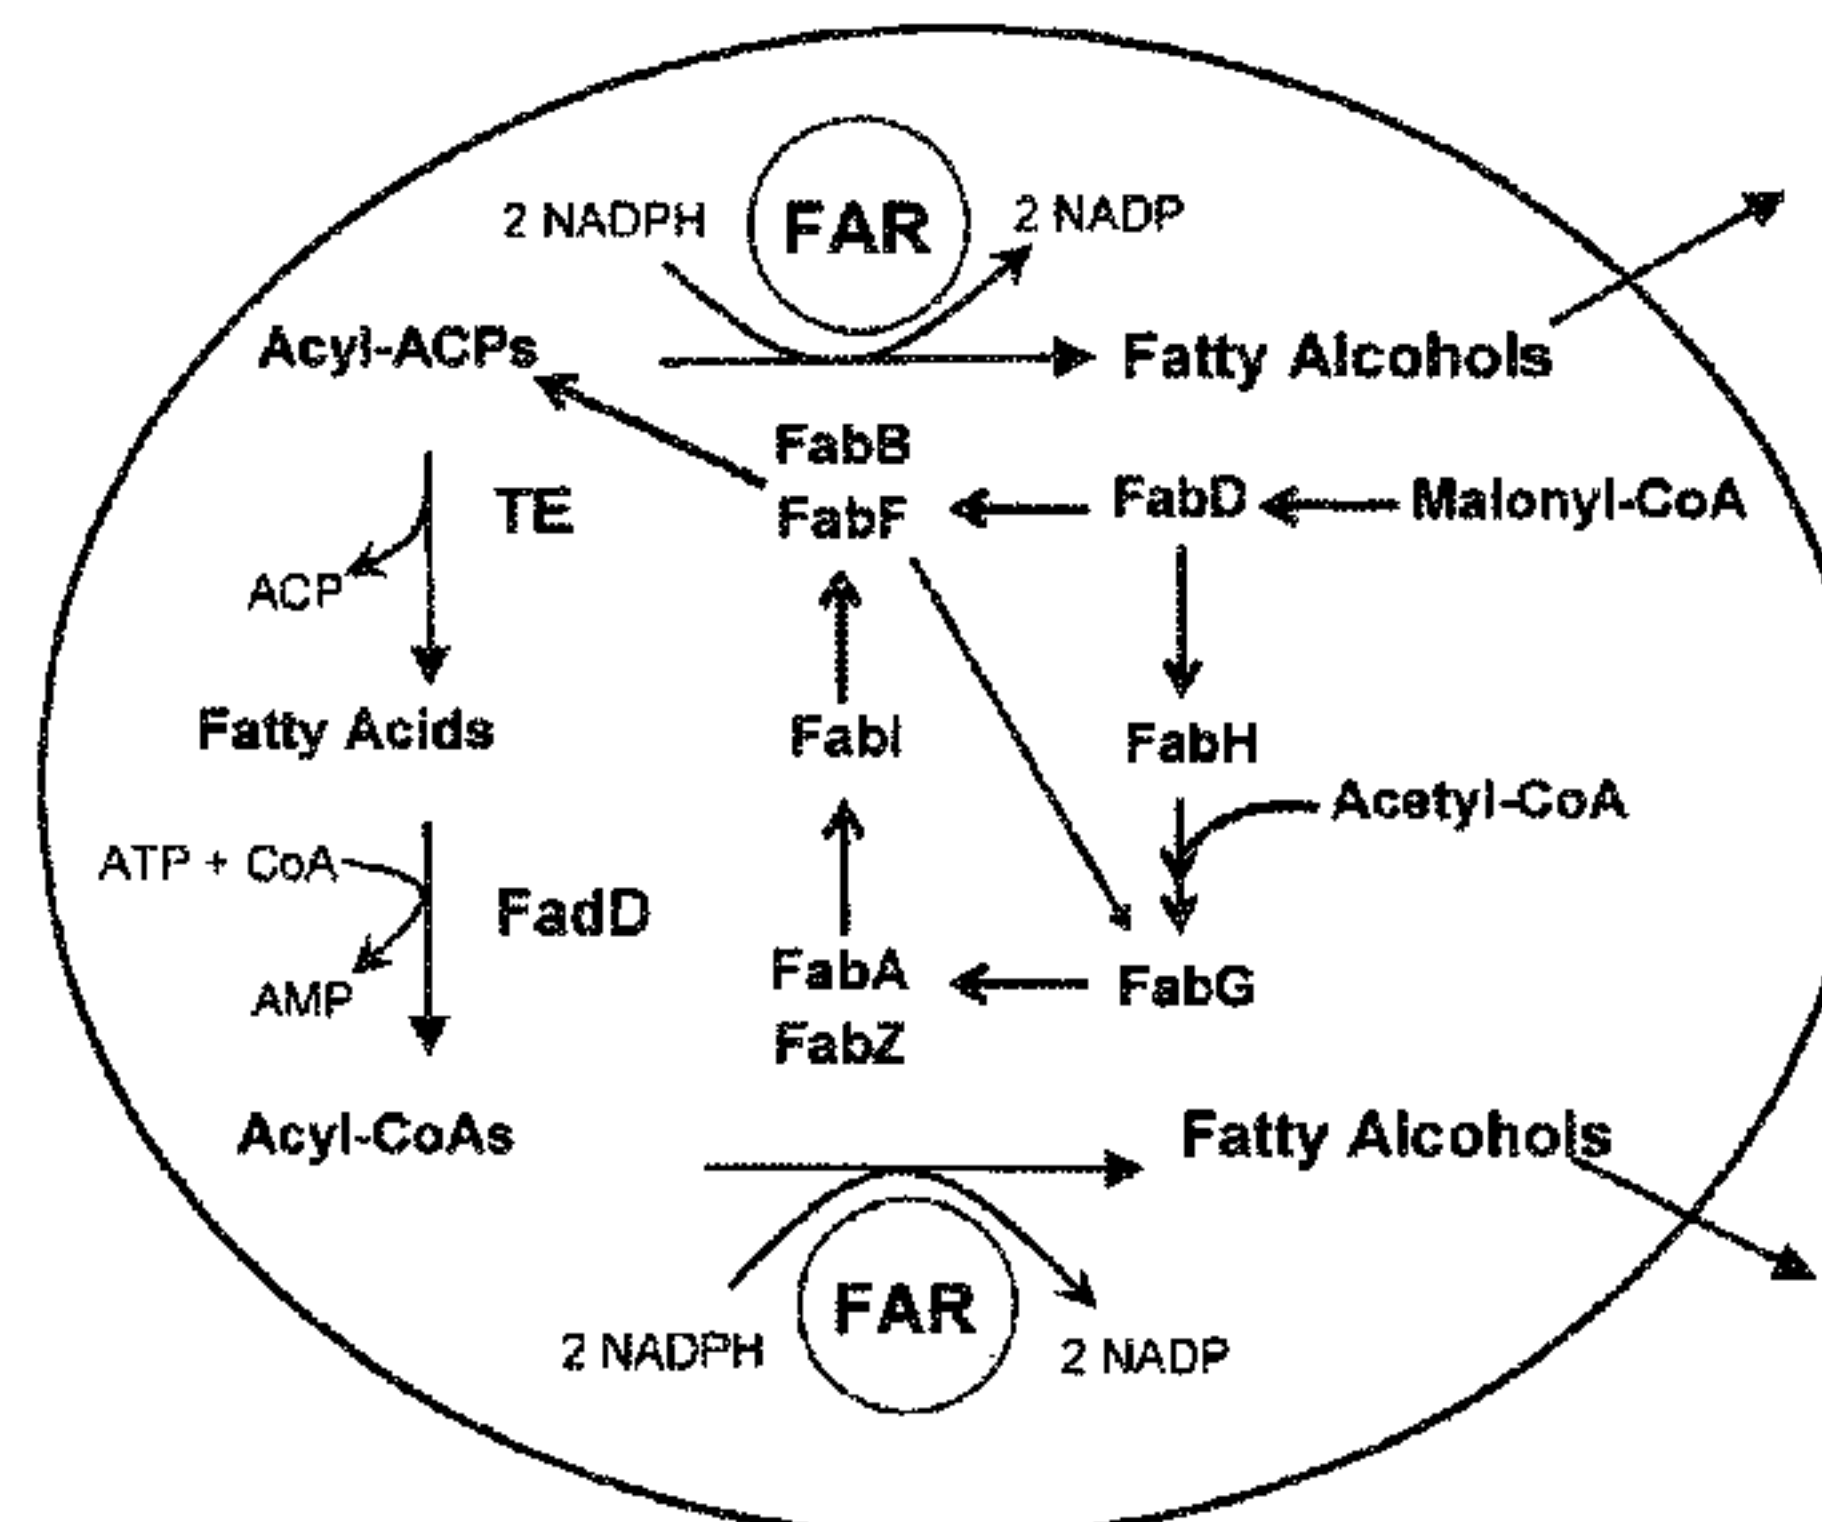 2 NADPH
FAR
2 NADP
Acyl-ACPs
Fatty Alcohols
FabB
FabF
FabD
Malonyl-CoA
TE
ACP
Fatty Acids
FabI
FabH
Acetyl-CoA
ATP + CoA
FadD
AMP
FabA
FabZ
FabG
Acyl-CoAs
Fatty Alcohols
2 NADPH
FAR
2 NADP